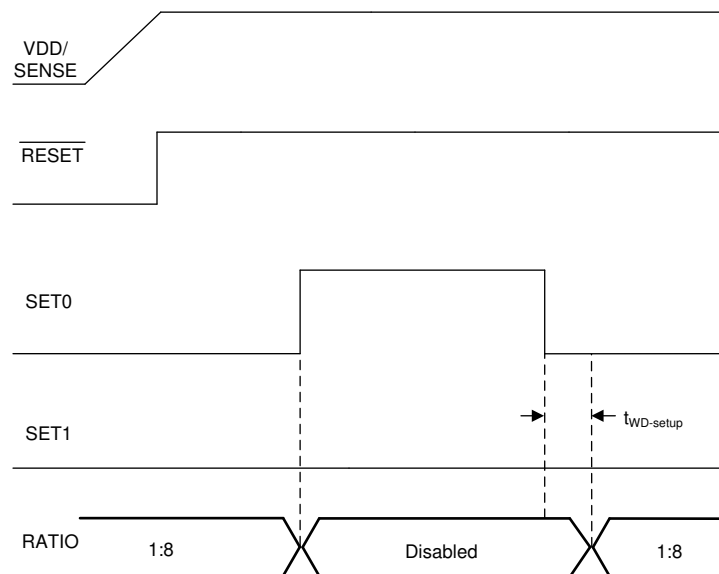 VDD/
SENSE
RESET
SET0
SET1
tWD-setup
RATIO
1:8
Disabled
1:8